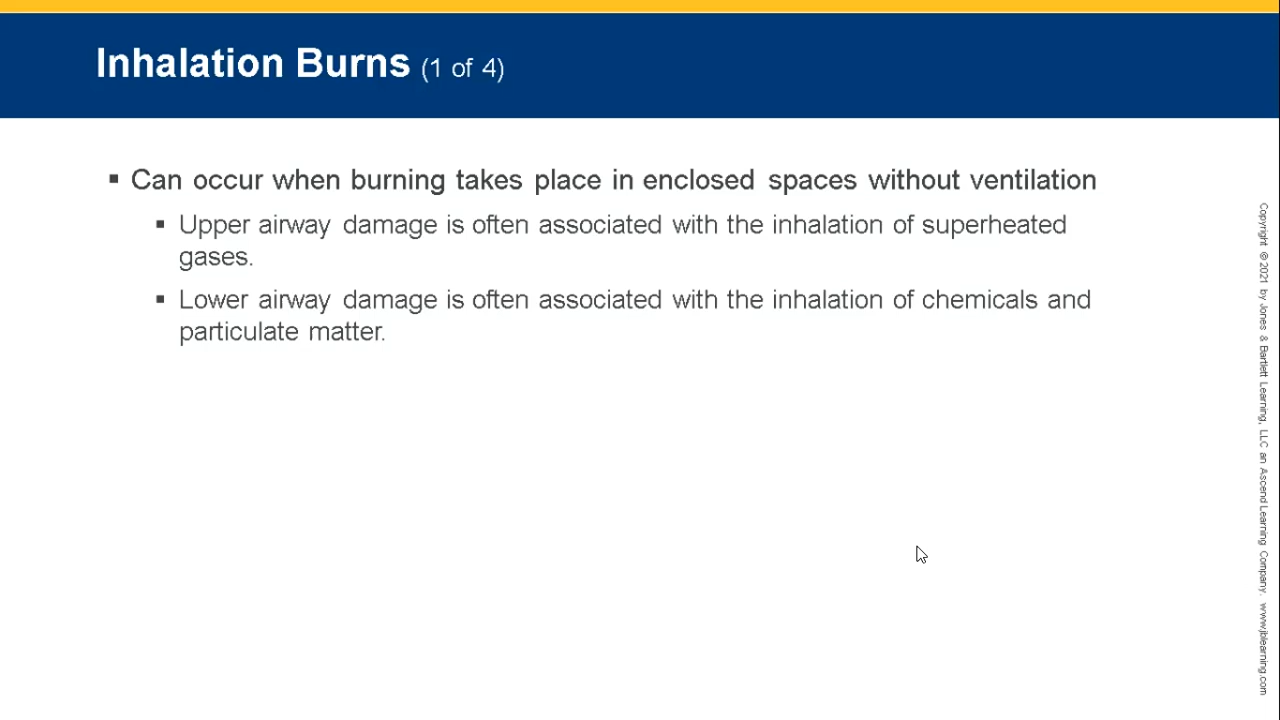 Inhalation Burns (1 of 4)
▪ Can occur when burning takes place in enclosed spaces without ventilation
▪ Upper airway damage is often associated with the inhalation of superheated
gases.
▪ Lower airway damage is often associated with the inhalation of chemicals and
particulate matter.
Copyright © 2021 by Jones & Bartlett Learning, LLC an Ascend Learning Company. www.jblearning.com